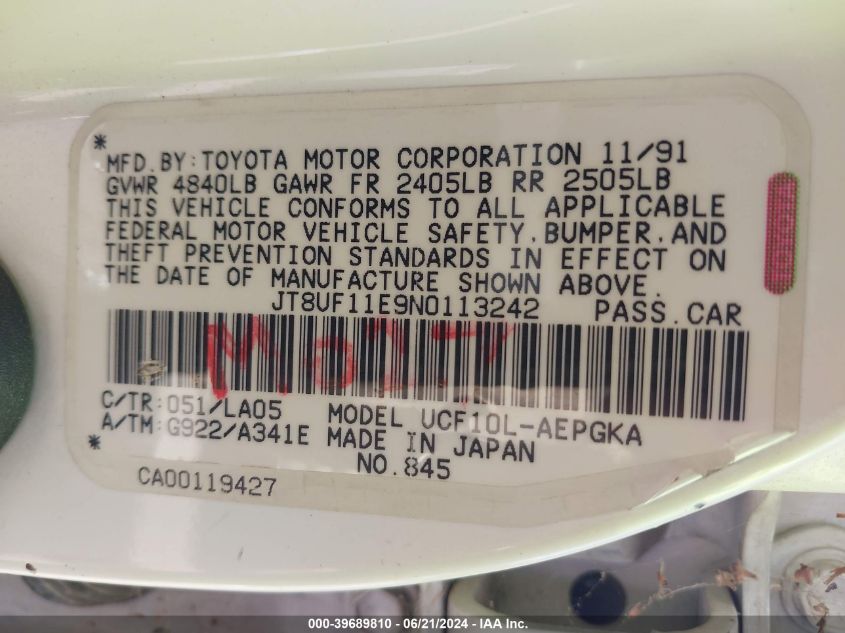 *
MFD.BY:TOYOTA MOTOR CORPORATION 11/91
GVWR 4840LB GAWR FR 2405LB RR 2505LB
THIS VEHICLE CONFORMS TO ALL APPLICABLE
FEDERAL MOTOR VEHICLE SAFETY,BUMPER,AND
THEFT PREVENTION STANDARDS IN EFFECT ON
THE DATE OF MANUFACTURE SHOWN ABOVE.
JT8UF11E9N0113242 PASS.CAR
C/TR:051/LA05 MODEL UCF10L-AEPGKA
A/TM:G922/A341E MADE IN JAPAN
* NO.845
CA00119427
000-39689810 / 06/21/2024 - IAA Inc.